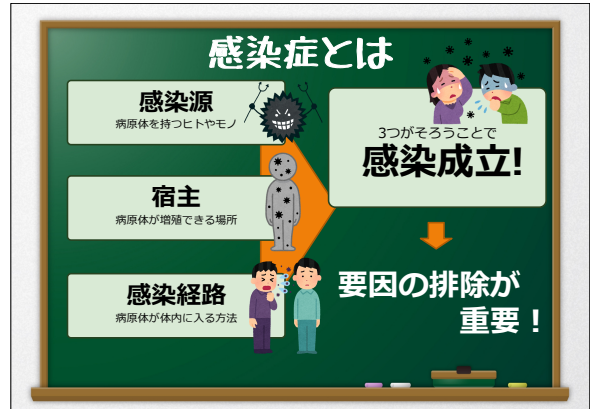 感染症とは
感染源
病原体を持つヒトやモノ
宿主
病原体が増殖できる場所
感染経路
病原体が体内に入る方法
3つがそろうことで
感染成立!
要因の排除が
重要！